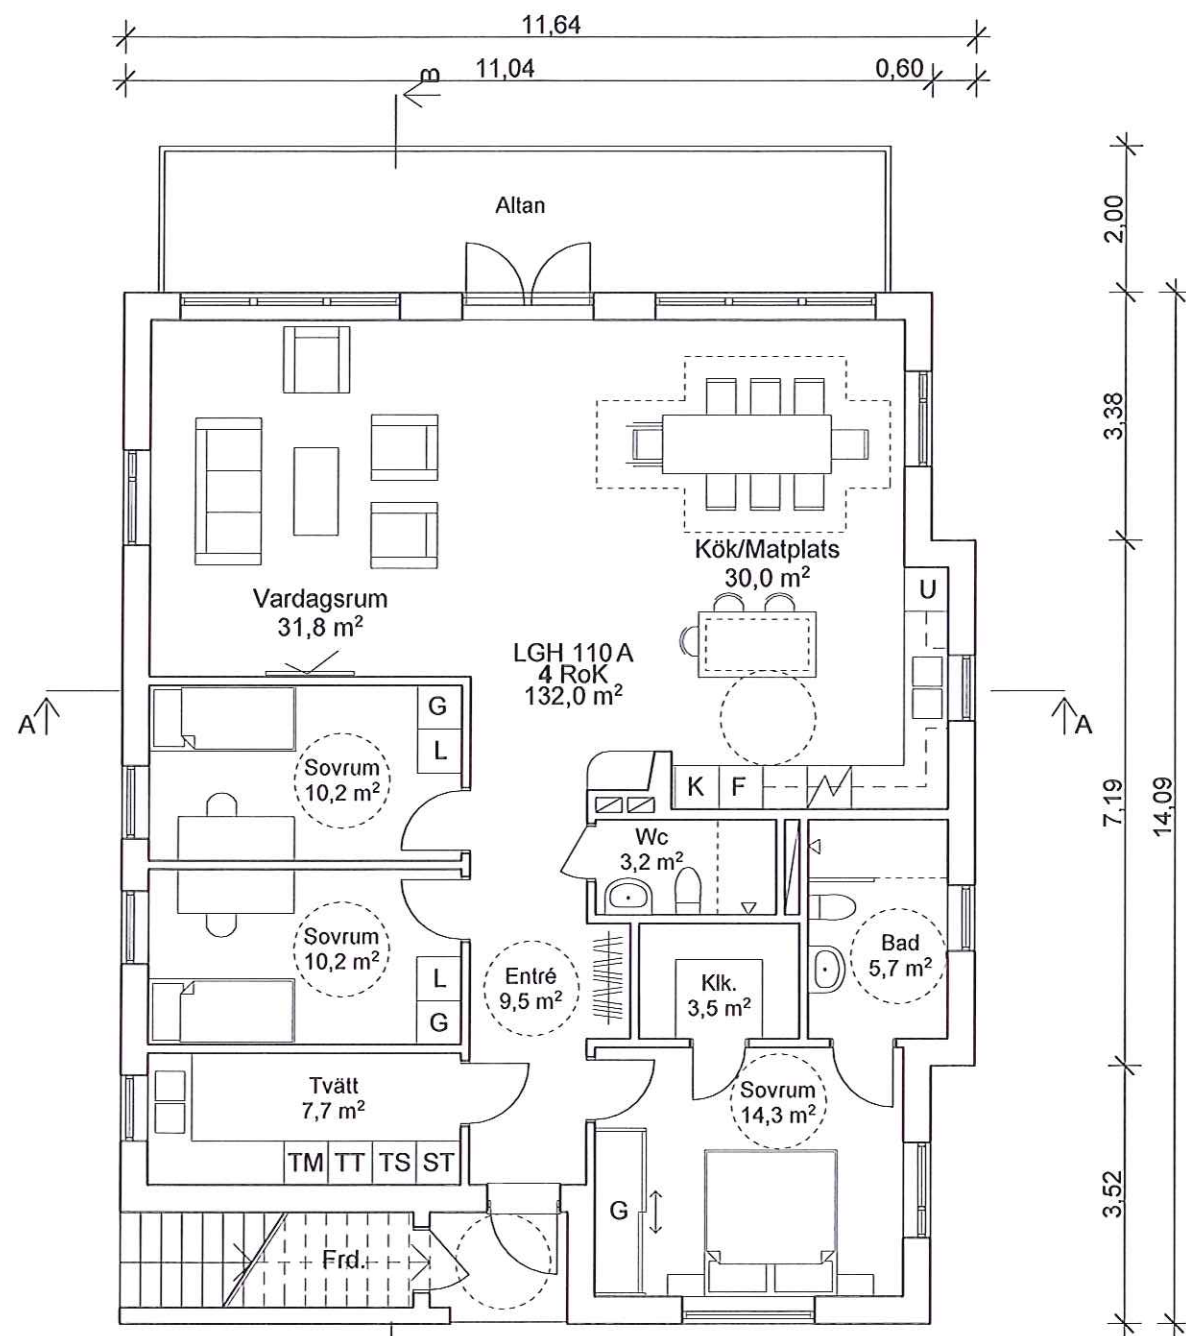 11,64
11,04
0,60
B
Altan
2,00
3,38
7,19
3,52
14,09
Kök/Matplats
30,0 m²
U
Vardagsrum
31,8 m²
LGH 110 A
4 RoK
132,0 m²
A
A
G
L
Sovrum
10,2 m²
K F
Wc
3,2 m²
Sovrum
10,2 m²
L
G
Entré
9,5 m²
Klk.
3,5 m²
Bad
5,7 m²
Tvätt
7,7 m²
TM TT TS ST
Sovrum
14,3 m²
G
Frd.